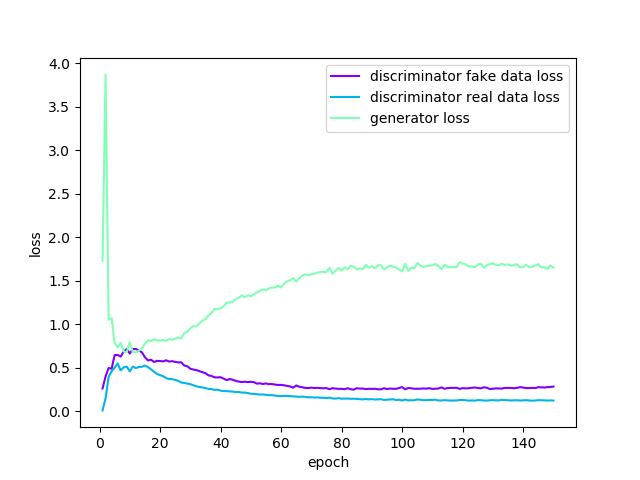 4.0
3.5
3.0
2.5
2.0
1.5
1.0
0.5
0.0
loss
discriminator fake data loss
discriminator real data loss
generator loss
0 20 40 60 80 100 120 140
epoch